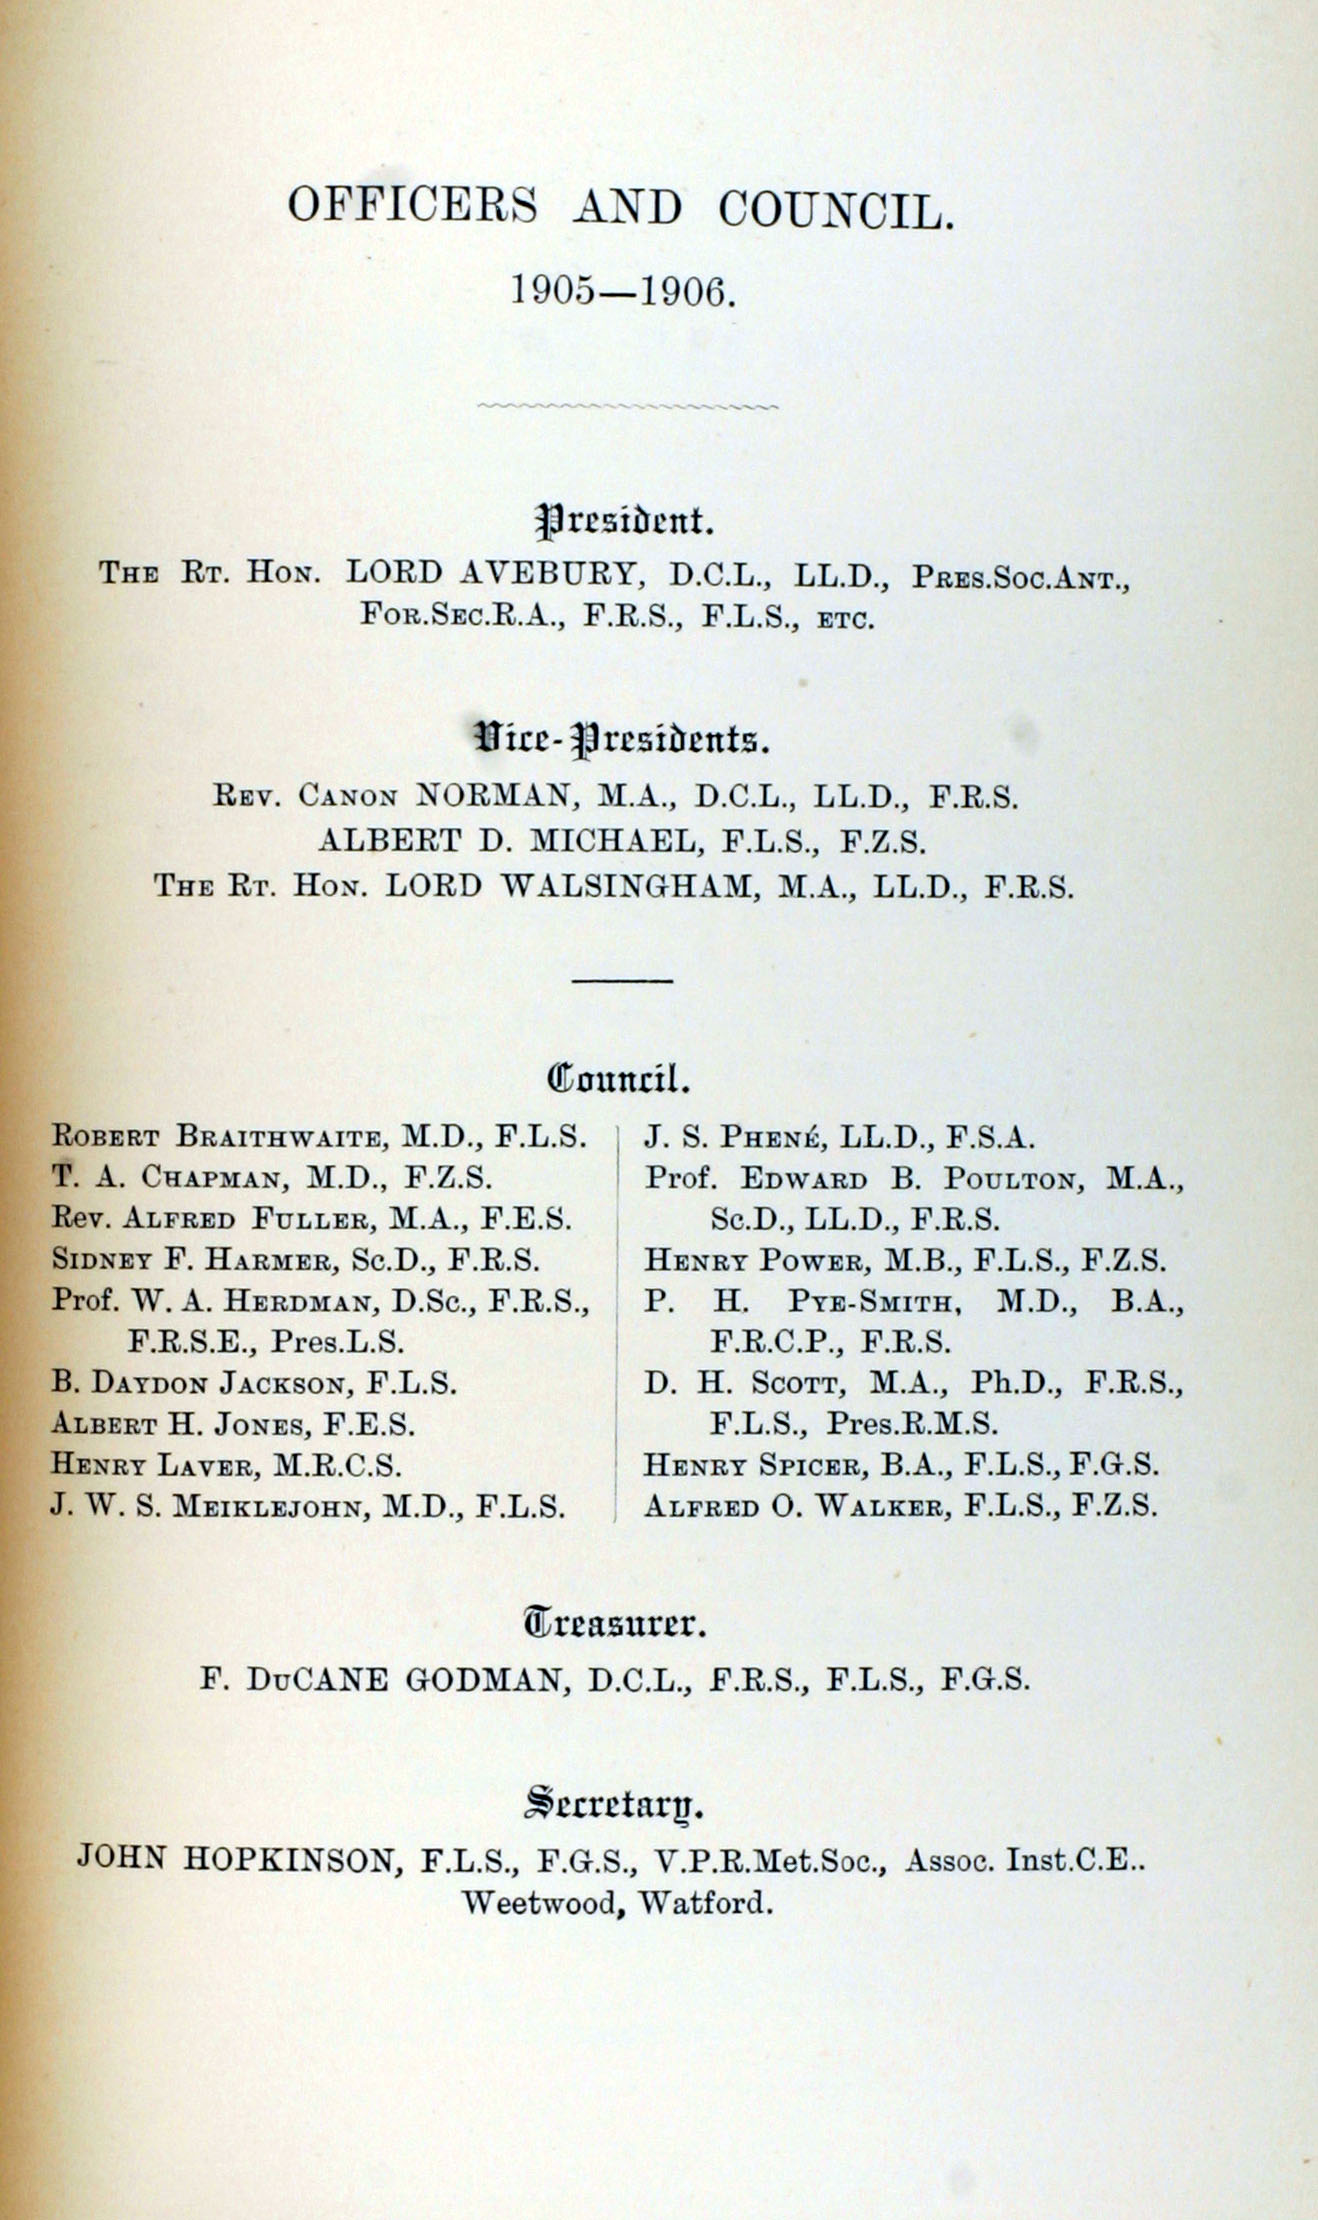 OFFICERS AND COUNCIL.
1905—1906.
President.
THE RT. HON. LORD AVEBURY, D.C.L., LL.D., PRES.SOC.ANT.,
FOR.SEC.R.A., F.R.S., F.L.S., ETC.
Vice-Presidents.
REV. CANON NORMAN, M.A., D.C.L., LL.D., F.R.S.
ALBERT D. MICHAEL, F.L.S., F.Z.S.
THE RT. HON. LORD WALSINGHAM, M.A., LL.D., F.R.S.
Council.
ROBERT BRAITHWAITE, M.D., F.L.S.
T. A. CHAPMAN, M.D., F.Z.S.
Rev. ALFRED FULLER, M.A., F.E.S.
SIDNEY F. HARMER, Sc.D., F.R.S.
Prof. W. A. HERDMAN, D.Sc., F.R.S.,
F.R.S.E., Pres.L.S.
B. DAYDON JACKSON, F.L.S.
ALBERT H. JONES, F.E.S.
HENRY LAVER, M.R.C.S.
J. W. S. MEIKLEJOHN, M.D., F.L.S.
J. S. PHENÉ, LL.D., F.S.A.
Prof. EDWARD B. POULTON, M.A.,
Sc.D., LL.D., F.R.S.
HENRY POWER, M.B., F.L.S., F.Z.S.
P. H. PYE-SMITH, M.D., B.A.,
F.R.C.P., F.R.S.
D. H. SCOTT, M.A., Ph.D., F.R.S.,
F.L.S., Pres.R.M.S.
HENRY SPICER, B.A., F.L.S., F.G.S.
ALFRED O. WALKER, F.L.S., F.Z.S.
Treasurer.
F. DUCANE GODMAN, D.C.L., F.R.S., F.L.S., F.G.S.
Secretary.
JOHN HOPKINSON, F.L.S., F.G.S., V.P.R.Met.Soc., Assoc. Inst.C.E..
Weetwood, Watford.